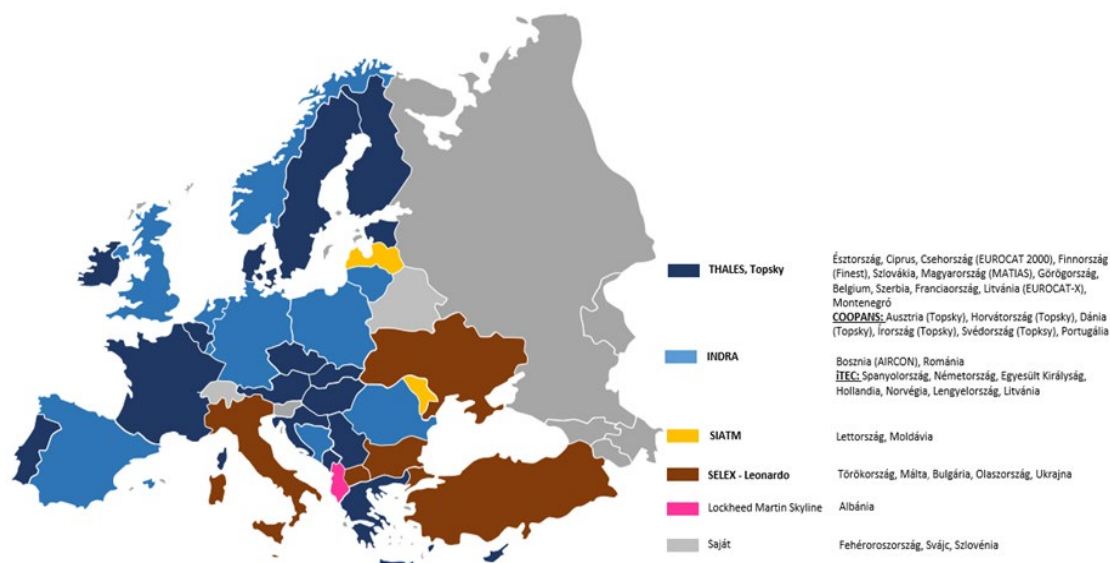 THALES, Topsky
Észtország, Ciprus, Csehország (EUROCAT 2000), Finnország
(Finest), Szlovákia, Magyarország (MATIAS), Görögország,
Belgium, Szerbia, Franciaország, Litvánia (EUROCAT-X),
Montenegró
COOPANS: Ausztria (Topsky), Horvátország (Topsky), Dánia
(Topsky), Írország (Topsky), Svédország (Topksy), Portugália
INDRA
Bosznia (AIRCON), Románia
iTEC: Spanyolország, Németország, Egyesült Királyság,
Hollandia, Norvégia, Lengyelország, Litvánia
SIATM
Lettország, Moldávia
SELEX - Leonardo
Törökország, Málta, Bulgária, Olaszország, Ukrajna
Lockheed Martin Skyline
Albánia
Saját
Fehéroroszország, Svájc, Szlovénia